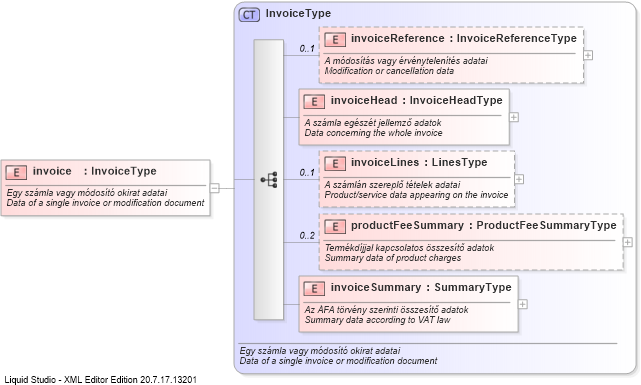 CT InvoiceType
0..1
E invoiceReference : InvoiceReferenceType
A módosítás vagy érvénytelenítés adatai
Modification or cancellation data
E invoiceHead : InvoiceHeadType
A számla egészét jellemző adatok
Data concerning the whole invoice
0..1
E invoiceLines : LinesType
A számlán szereplő tételek adatai
Product/service data appearing on the invoice
E invoice : InvoiceType
Egy számla vagy módosító okirat adatai
Data of a single invoice or modification document
0..2
E productFeeSummary : ProductFeeSummaryType
Termékdíjjal kapcsolatos összesítő adatok
Summary data of product charges
E invoiceSummary : SummaryType
Az ÁFA törvény szerinti összesítő adatok
Summary data according to VAT law
Egy számla vagy módosító okirat adatai
Data of a single invoice or modification document
Liquid Studio - XML Editor Edition 20.7.17.13201